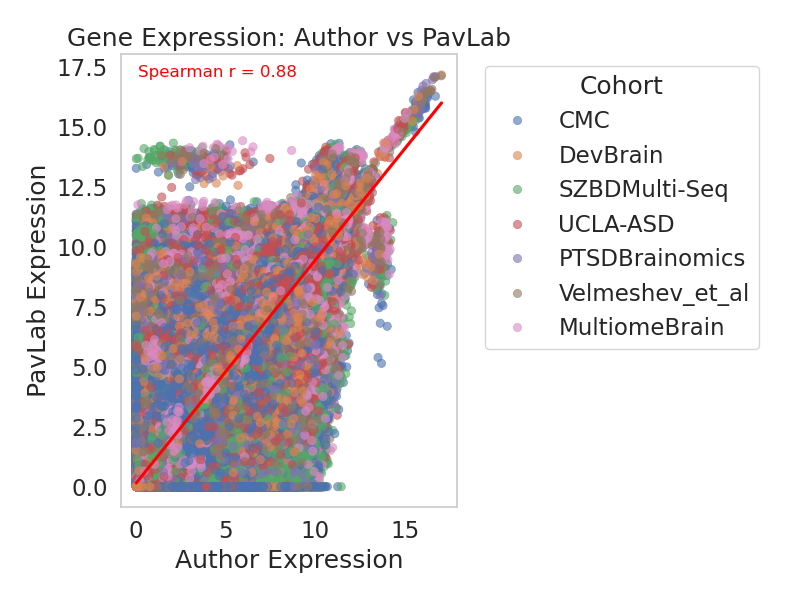 Gene Expression: Author vs PavLab
Spearman r = 0.88
17.5
15.0
12.5
10.0
7.5
5.0
2.5
0.0
PavLab Expression
0
5
10
15
Author Expression
Cohort
CMC
DevBrain
SZBDMulti-Seq
UCLA-ASD
PTSDBrainomics
Velmeshev_et_al
MultiomeBrain